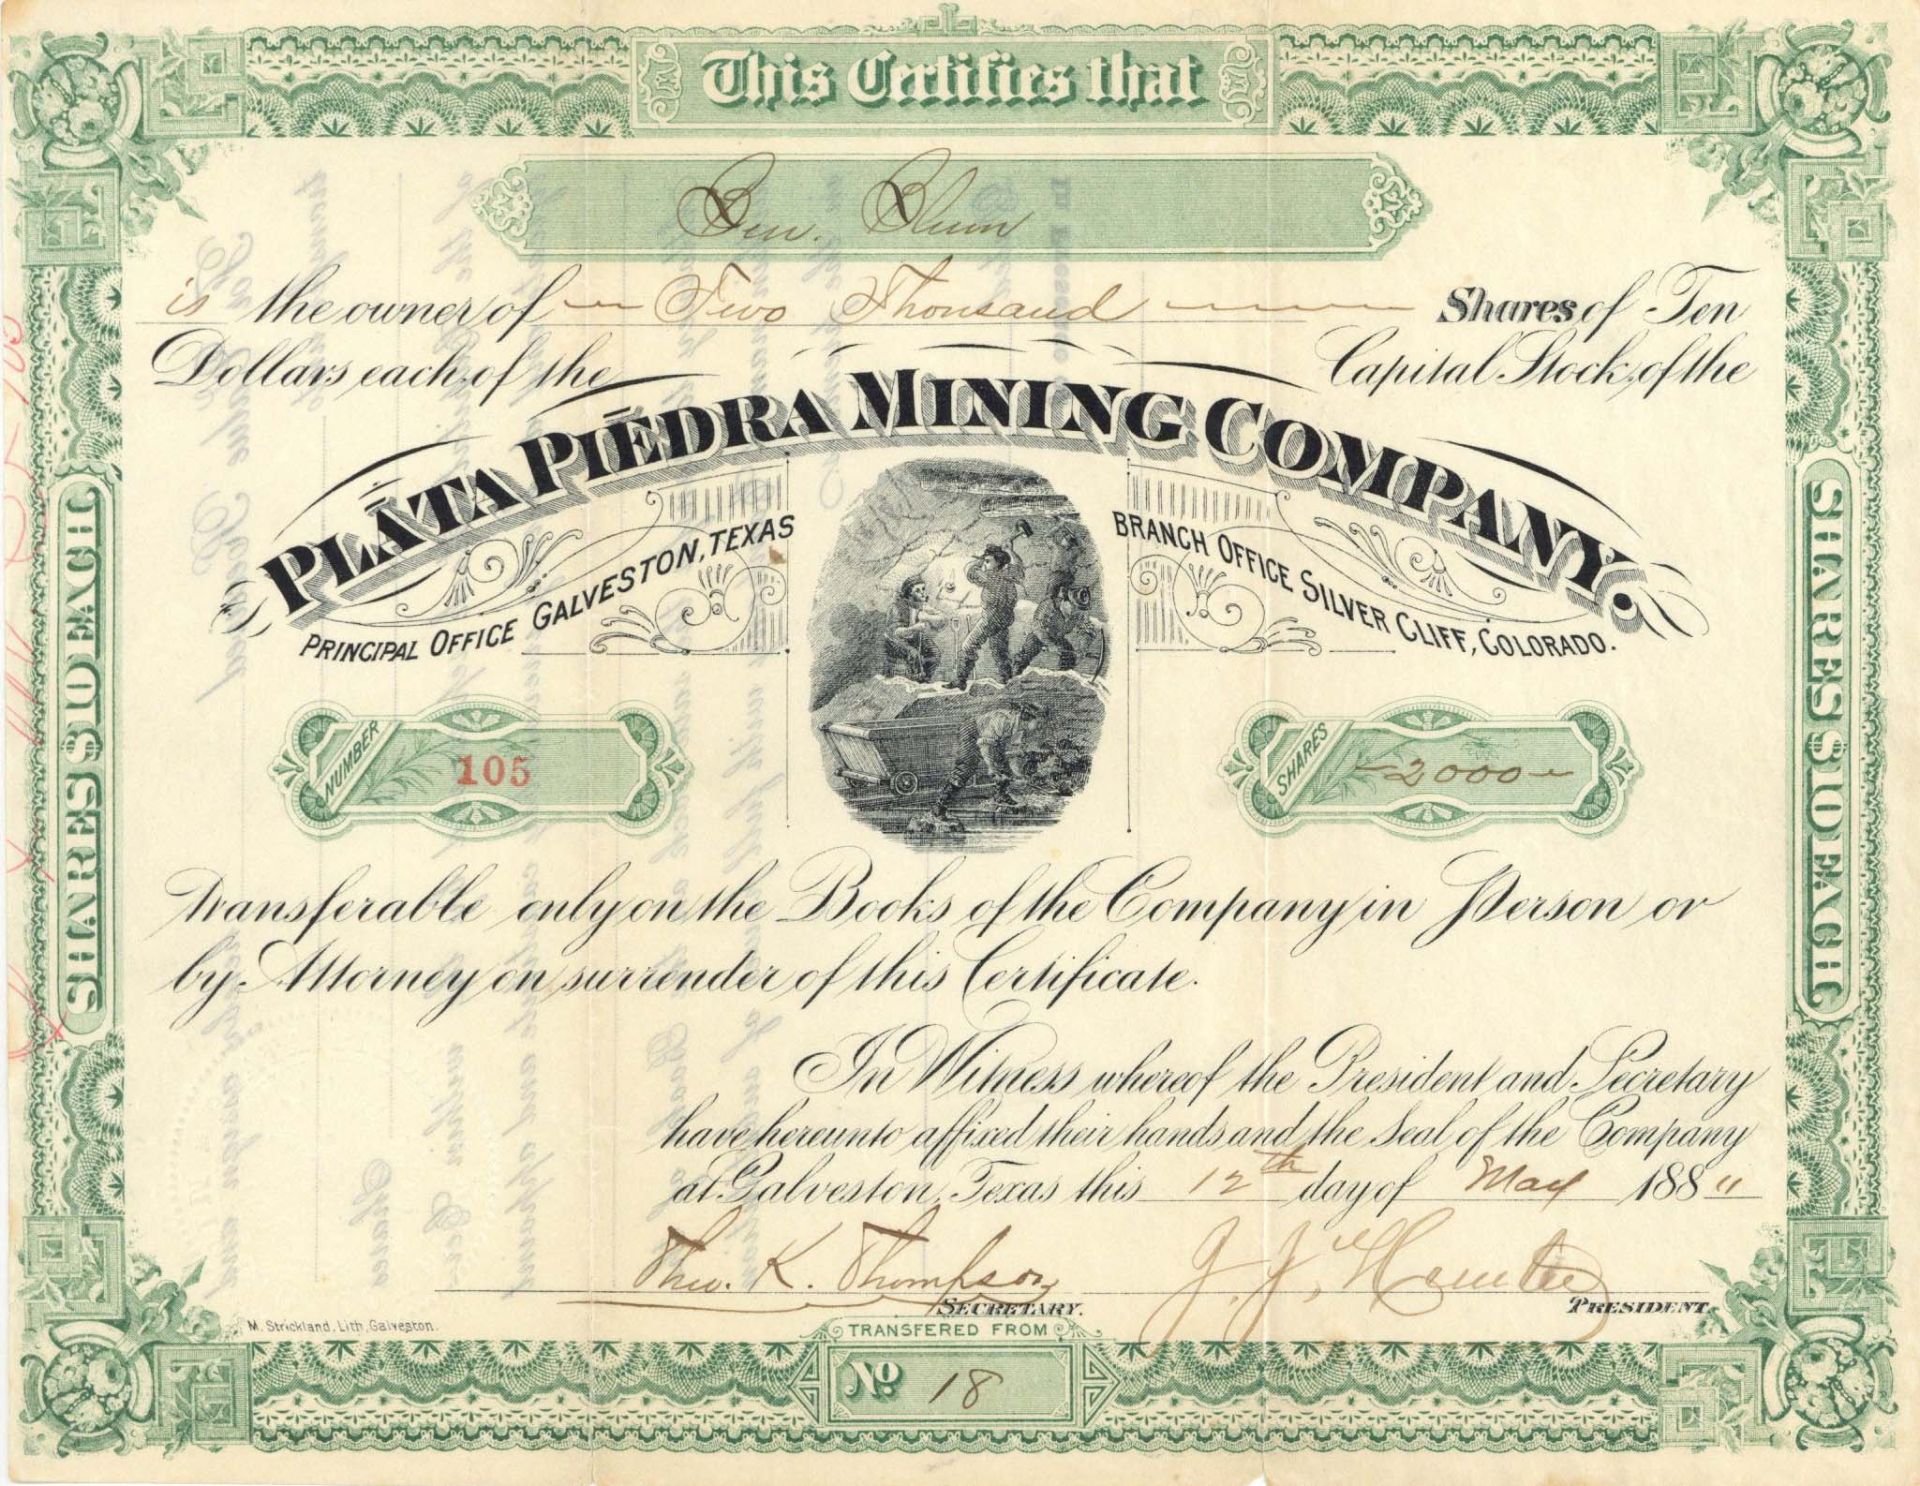 This Certifies that
Ben. Blum
is the owner of Two Thousand Shares of Ten
Dollars each of the Capital Stock, of the
PLĀTA PIĒDRA MINING COMPANY,
PRINCIPAL OFFICE GALVESTON, TEXAS
BRANCH OFFICE SILVER CLIFF, COLORADO.
NUMBER 105
SHARES 2000
SHARES $10 EACH
SHARES $10 EACH
Transferable only on the Books of the Company in Person or
by Attorney on surrender of this Certificate.
In Witness whereof the President and Secretary
have hereunto affixed their hands and the Seal of the Company
at Galveston, Texas this 12th day of May 188
Theo. K. Thompson
SECRETARY.
J. J.
PRESIDENT.
M. Strickland, Lith, Galveston.
TRANSFERED FROM
No 18